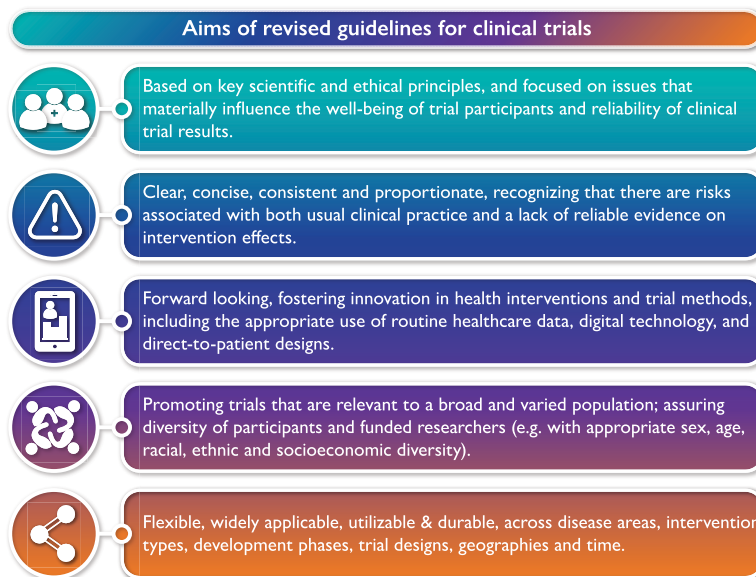 Aims of revised guidelines for clinical trials
Based on key scientific and ethical principles, and focused on issues that
materially influence the well-being of trial participants and reliability of clinical
trial results.
Clear, concise, consistent and proportionate, recognizing that there are risks
associated with both usual clinical practice and a lack of reliable evidence on
intervention effects.
Forward looking, fostering innovation in health interventions and trial methods,
including the appropriate use of routine healthcare data, digital technology, and
direct-to-patient designs.
Promoting trials that are relevant to a broad and varied population; assuring
diversity of participants and funded researchers (e.g. with appropriate sex, age,
racial, ethnic and socioeconomic diversity).
Flexible, widely applicable, utilizable & durable, across disease areas, intervention
types, development phases, trial designs, geographies and time.